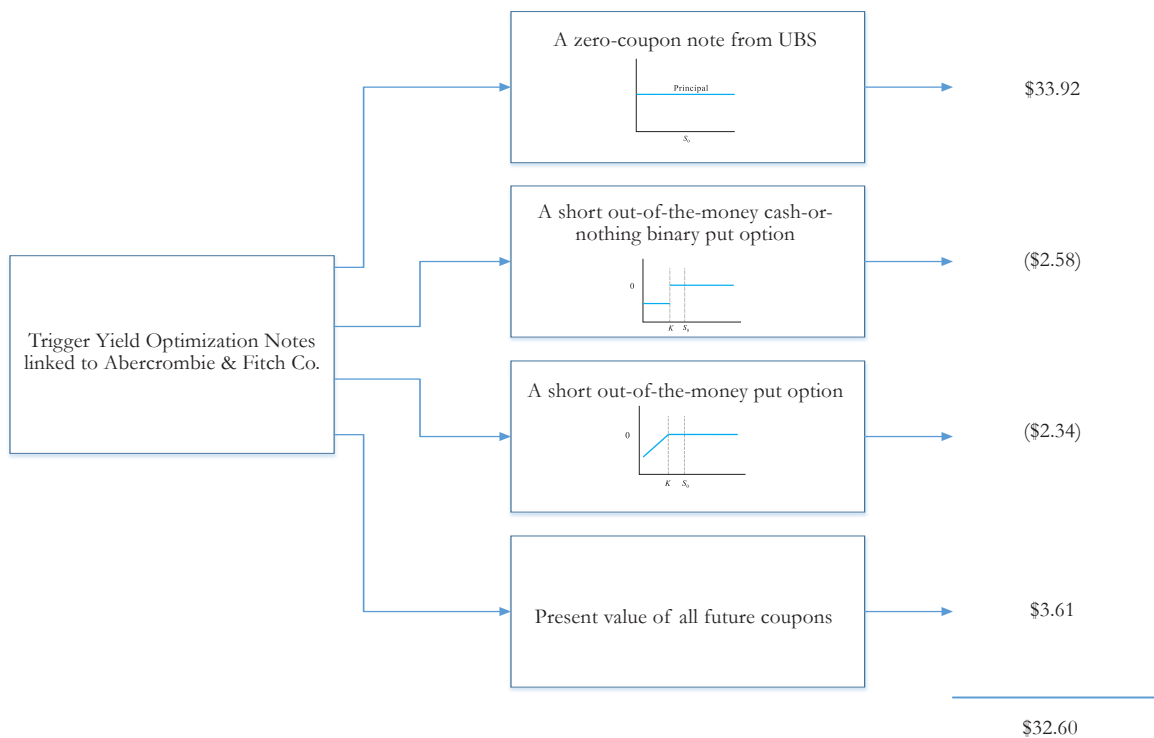 A zero-coupon note from UBS
Principal
S0
$33.92
A short out-of-the-money cash-or-
nothing binary put option
0
K S0
($2.58)
Trigger Yield Optimization Notes
linked to Abercrombie & Fitch Co.
A short out-of-the-money put option
0
K S0
($2.34)
Present value of all future coupons
$3.61
$32.60